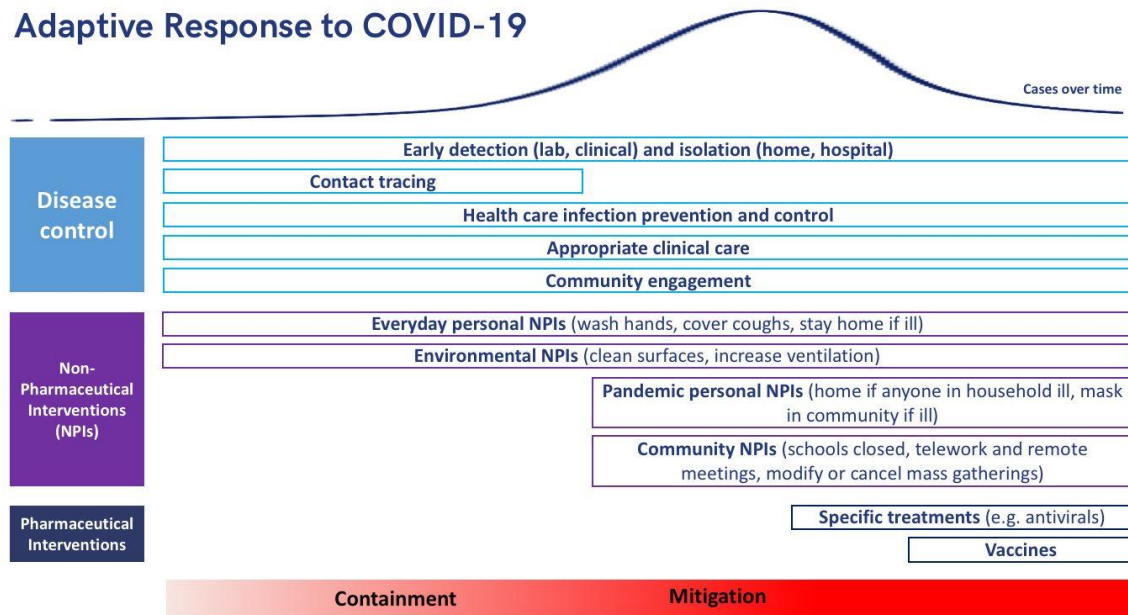 Adaptive Response to COVID-19
Cases over time
Disease
control
Early detection (lab, clinical) and isolation (home, hospital)
Contact tracing
Health care infection prevention and control
Appropriate clinical care
Community engagement
Non-
Pharmaceutical
Interventions
(NPIs)
Everyday personal NPIs (wash hands, cover coughs, stay home if ill)
Environmental NPIs (clean surfaces, increase ventilation)
Pandemic personal NPIs (home if anyone in household ill, mask
in community if ill)
Community NPIs (schools closed, telework and remote
meetings, modify or cancel mass gatherings)
Pharmaceutical
Interventions
Specific treatments (e.g. antivirals)
Vaccines
Containment
Mitigation